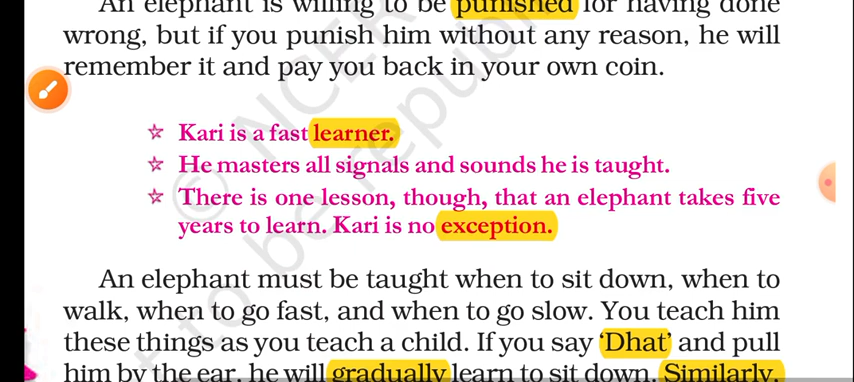 An elephant is willing to be punished for having done
wrong, but if you punish him without any reason, he will
remember it and pay you back in your own coin.
☆ Kari is a fast learner.
☆ He masters all signals and sounds he is taught.
☆ There is one lesson, though, that an elephant takes five
years to learn. Kari is no exception.
An elephant must be taught when to sit down, when to
walk, when to go fast, and when to go slow. You teach him
these things as you teach a child. If you say ‘Dhat’ and pull
him by the ear, he will gradually learn to sit down. Similarly,
© NCER
to be republ